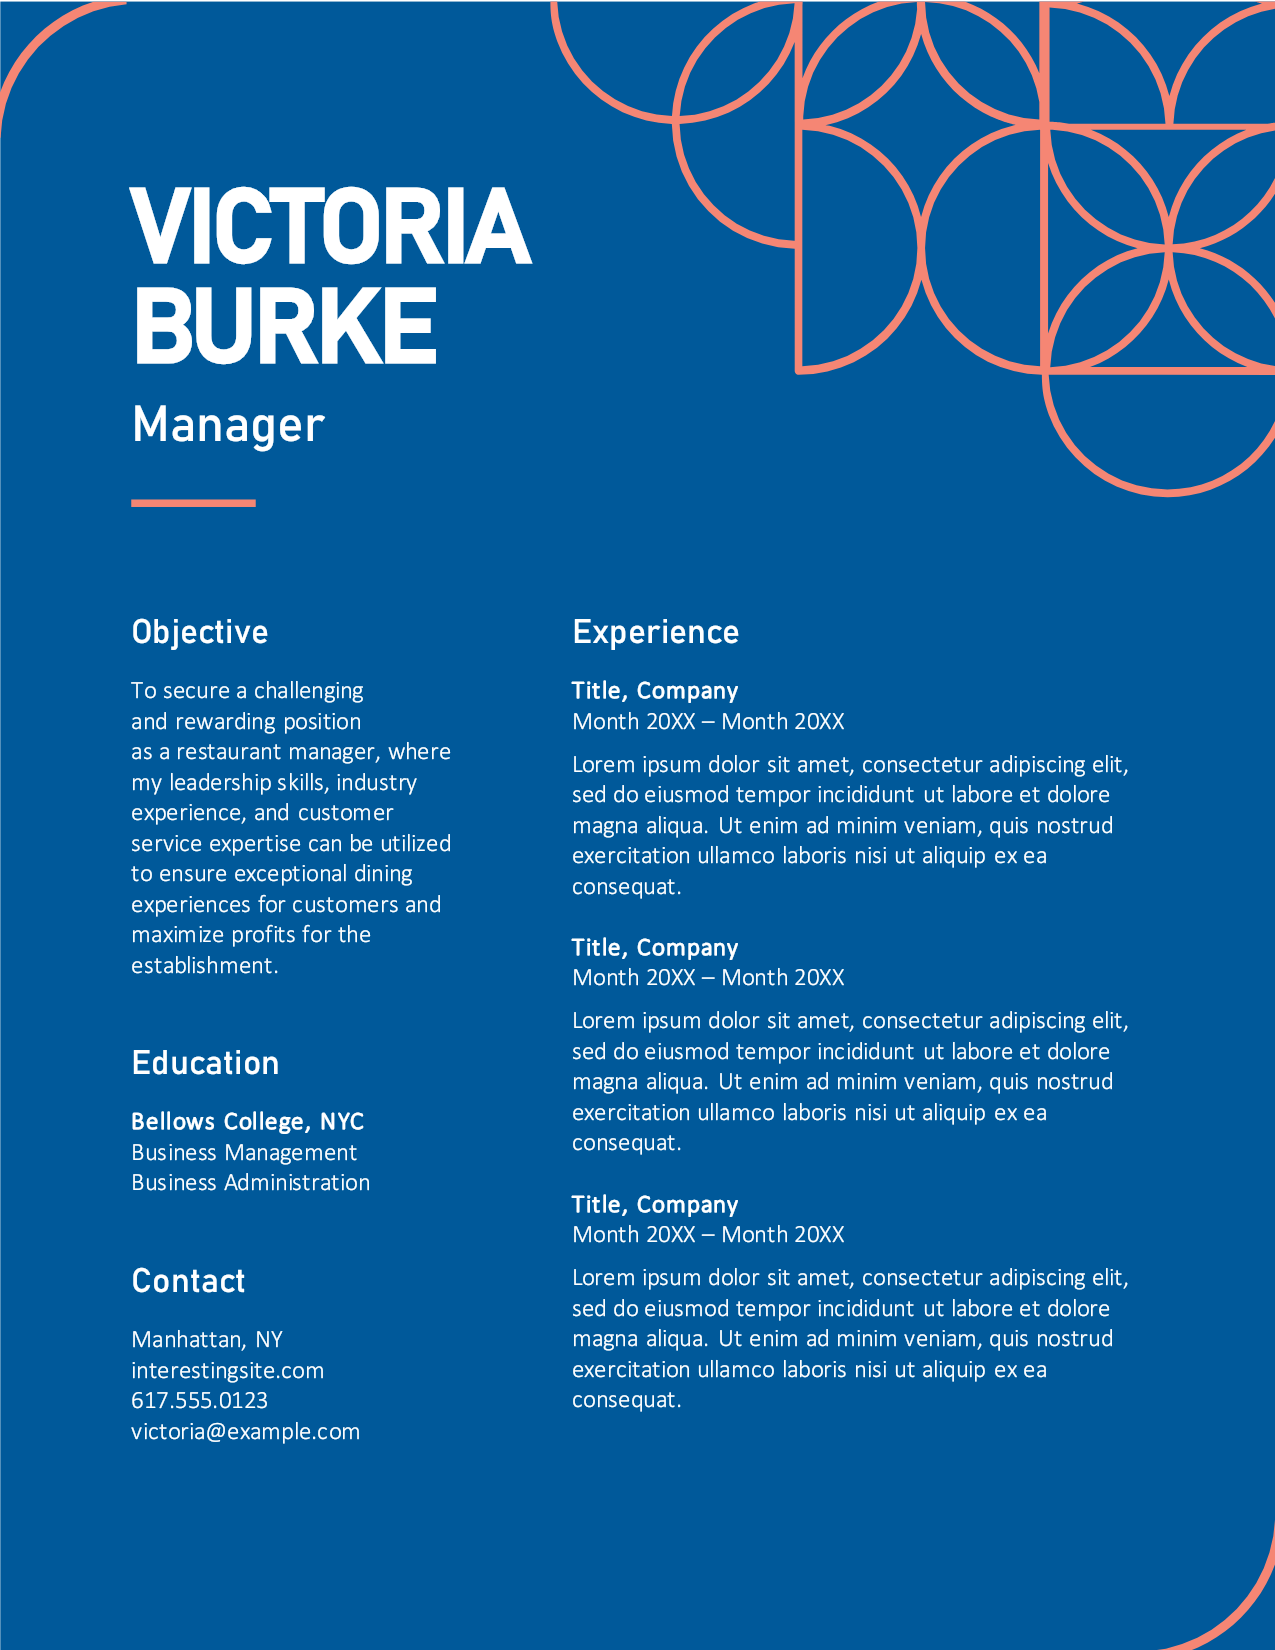 VICTORIA
BURKE
Manager
Objective
To secure a challenging
and rewarding position
as a restaurant manager, where
my leadership skills, industry
experience, and customer
service expertise can be utilized
to ensure exceptional dining
experiences for customers and
maximize profits for the
establishment.
Education
Bellows College, NYC
Business Management
Business Administration
Contact
Manhattan, NY
interestingsite.com
617.555.0123
victoria@example.com
Experience
Title, Company
Month 20XX – Month 20XX
Lorem ipsum dolor sit amet, consectetur adipiscing elit,
sed do eiusmod tempor incididunt ut labore et dolore
magna aliqua. Ut enim ad minim veniam, quis nostrud
exercitation ullamco laboris nisi ut aliquip ex ea
consequat.
Title, Company
Month 20XX – Month 20XX
Lorem ipsum dolor sit amet, consectetur adipiscing elit,
sed do eiusmod tempor incididunt ut labore et dolore
magna aliqua. Ut enim ad minim veniam, quis nostrud
exercitation ullamco laboris nisi ut aliquip ex ea
consequat.
Title, Company
Month 20XX – Month 20XX
Lorem ipsum dolor sit amet, consectetur adipiscing elit,
sed do eiusmod tempor incididunt ut labore et dolore
magna aliqua. Ut enim ad minim veniam, quis nostrud
exercitation ullamco laboris nisi ut aliquip ex ea
consequat.